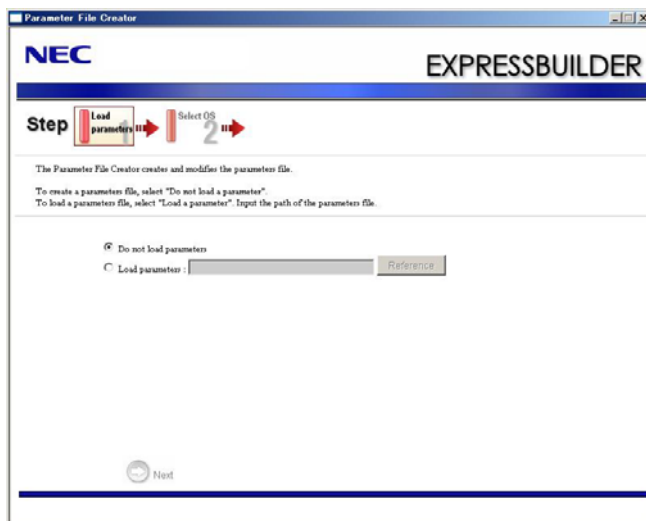 Parameter File Creator
NEC
EXPRESSBUILDER
Step
Load
parameters
1
Select OS
2
The Parameter File Creator creates and modifies the parameters file.
To create a parameters file, select "Do not load a parameter".
To load a parameters file, select "Load a parameter". Input the path of the parameters file.
Do not load parameters
Load parameters :
Reference
Next